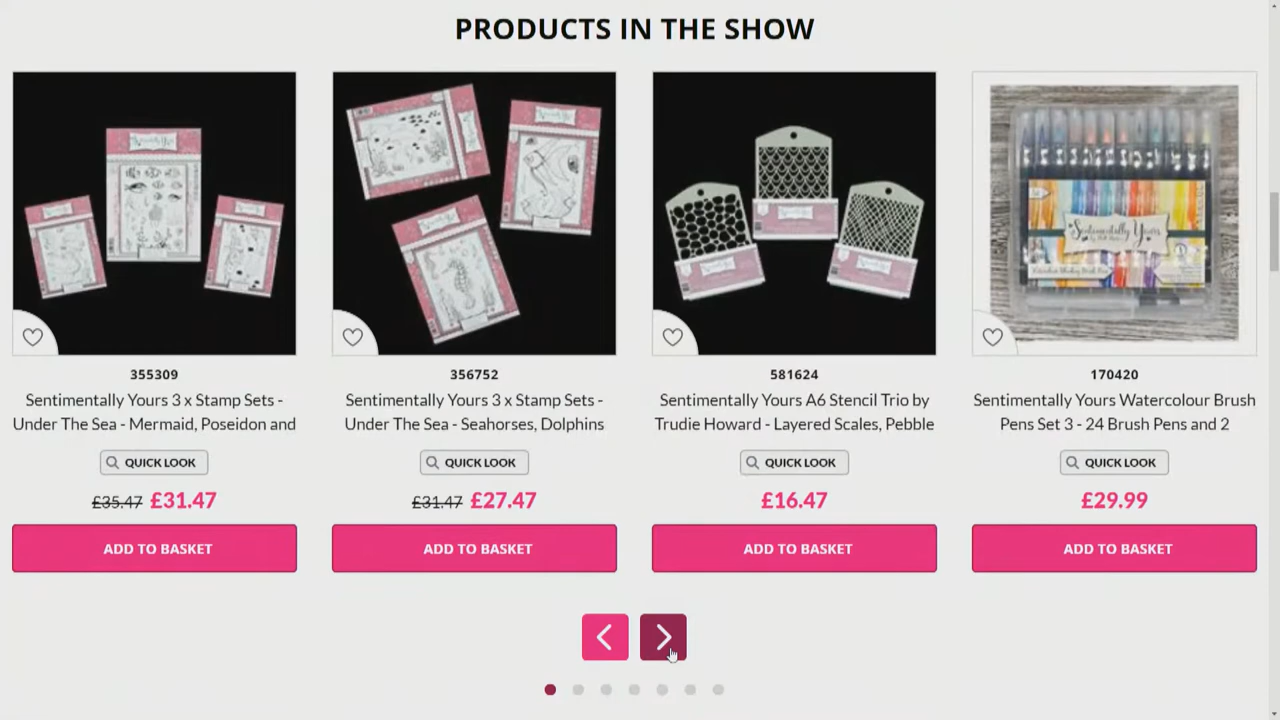 PRODUCTS IN THE SHOW
Sentimentally Yours
355309
356752
581624
170420
Sentimentally Yours 3 x Stamp Sets -
Under The Sea - Mermaid, Poseidon and
Sentimentally Yours 3 x Stamp Sets -
Under The Sea - Seahorses, Dolphins
Sentimentally Yours A6 Stencil Trio by
Trudie Howard - Layered Scales, Pebble
Sentimentally Yours Watercolour Brush
Pens Set 3 - 24 Brush Pens and 2
QUICK LOOK
QUICK LOOK
QUICK LOOK
QUICK LOOK
£35.47 £31.47
£31.47 £27.47
£16.47
£29.99
ADD TO BASKET
ADD TO BASKET
ADD TO BASKET
ADD TO BASKET